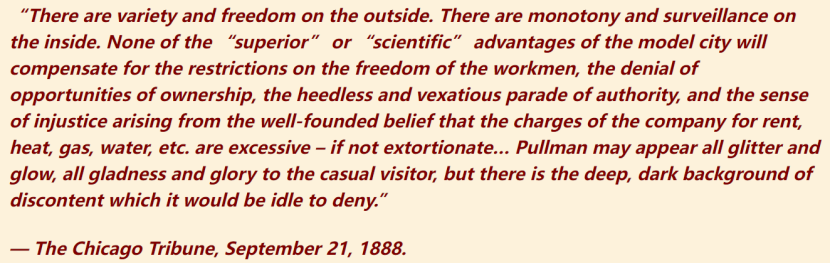 “There are variety and freedom on the outside. There are monotony and surveillance on
the inside. None of the “superior” or “scientific” advantages of the model city will
compensate for the restrictions on the freedom of the workmen, the denial of
opportunities of ownership, the heedless and vexatious parade of authority, and the sense
of injustice arising from the well-founded belief that the charges of the company for rent,
heat, gas, water, etc. are excessive – if not extortionate... Pullman may appear all glitter and
glow, all gladness and glory to the casual visitor, but there is the deep, dark background of
discontent which it would be idle to deny.”
— The Chicago Tribune, September 21, 1888.